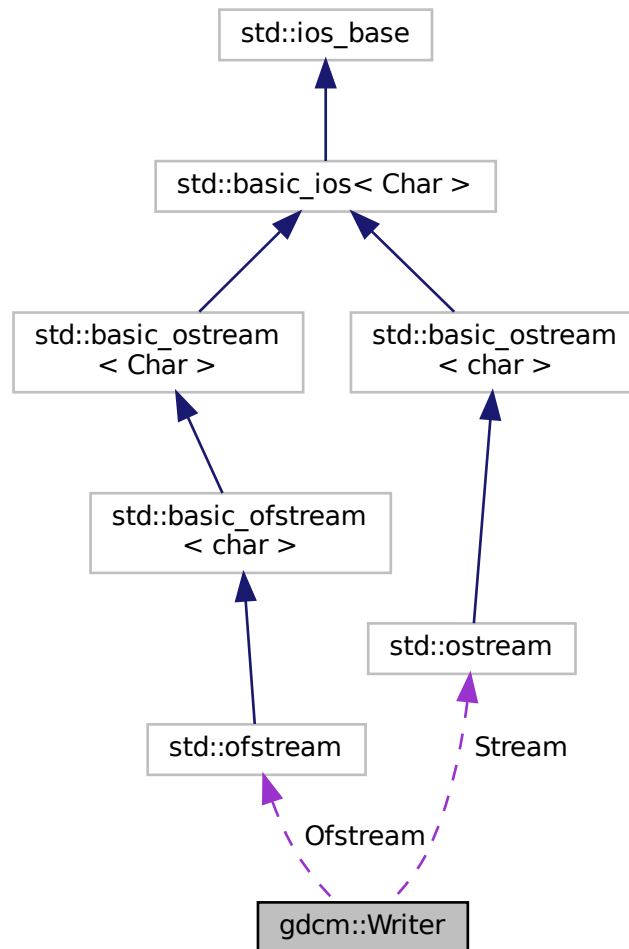 std::ios_base
std::basic_ios< Char >
std::basic_ostream
< Char >
std::basic_ostream
< char >
std::basic_ofstream
< char >
std::ostream
std::ofstream
Stream
Ofstream
gdcm::Writer